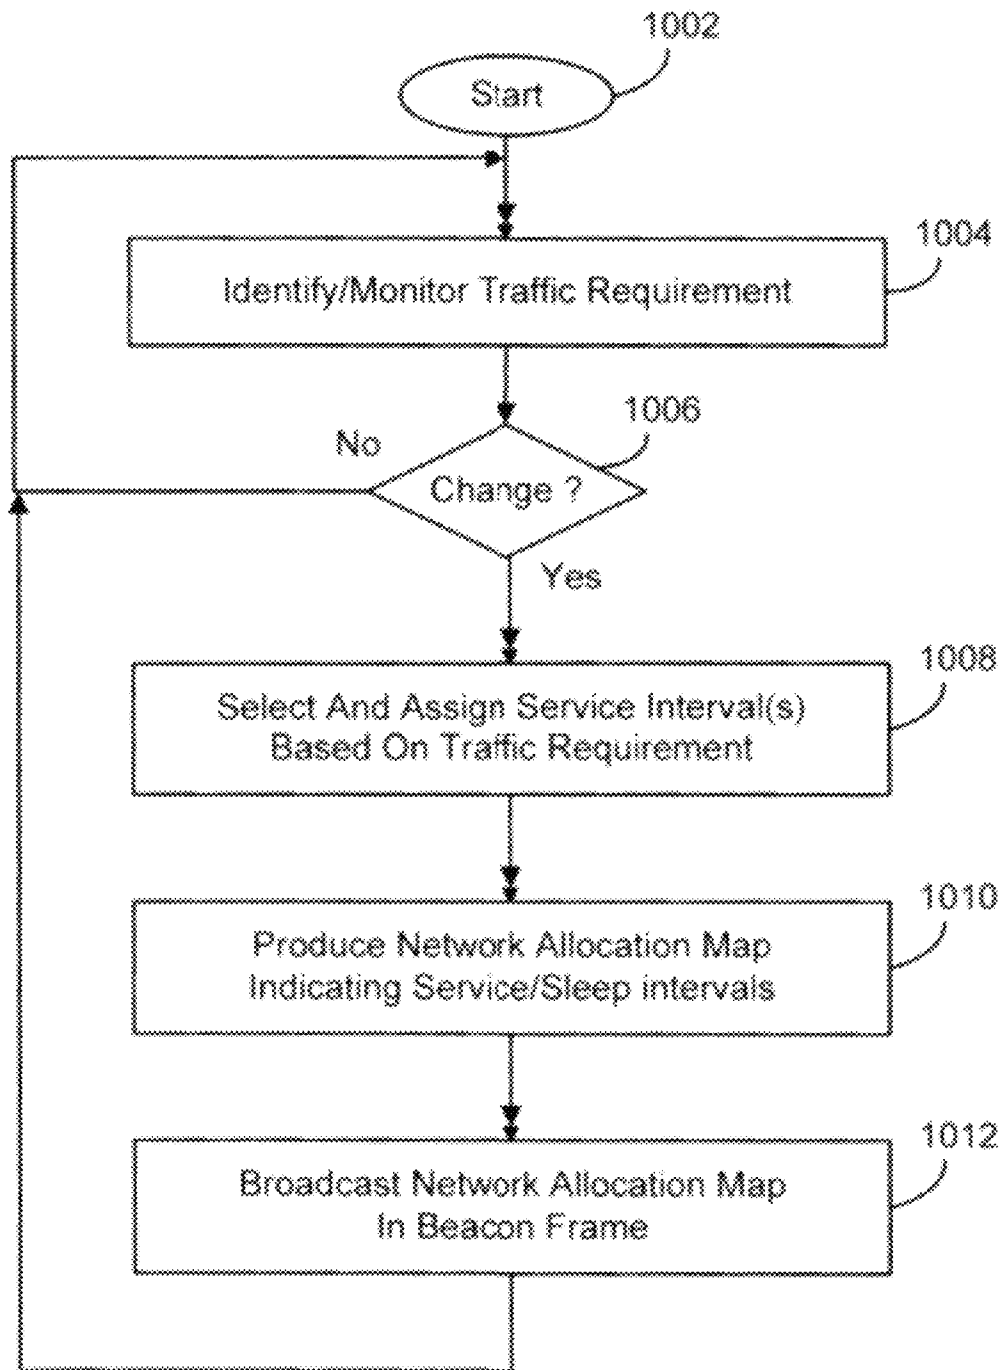 1002
Start
1004
Identify/Monitor Traffic Requirement
1006
No
Change ?
Yes
1008
Select And Assign Service Interval(s)
Based On Traffic Requirement
1010
Produce Network Allocation Map
Indicating Service/Sleep intervals
1012
Broadcast Network Allocation Map
In Beacon Frame